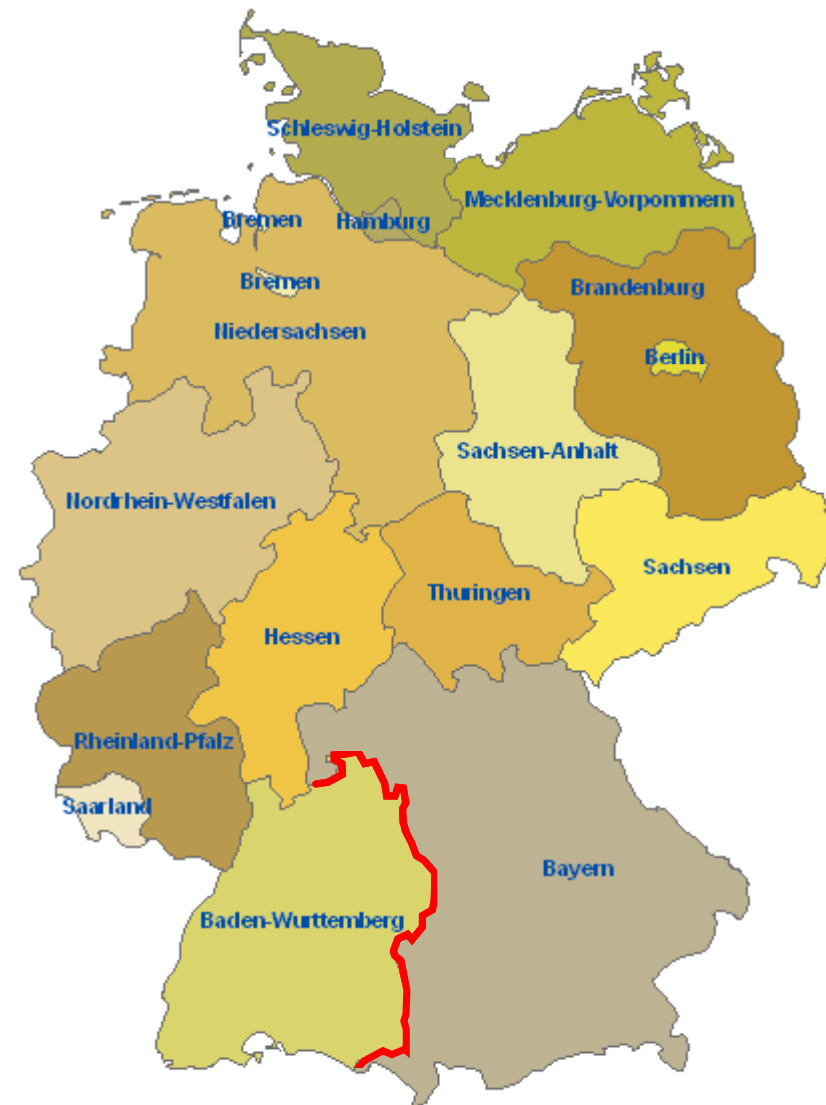 Schleswig-Holstein
Mecklenburg-Vorpommern
Bremen
Hamburg
Bremen
Brandenburg
Niedersachsen
Berlin
Sachsen-Anhalt
Nordrhein-Westfalen
Sachsen
Thuringen
Hessen
Rheinland-Pfalz
Saarland
Bayern
Baden-Wurttemberg